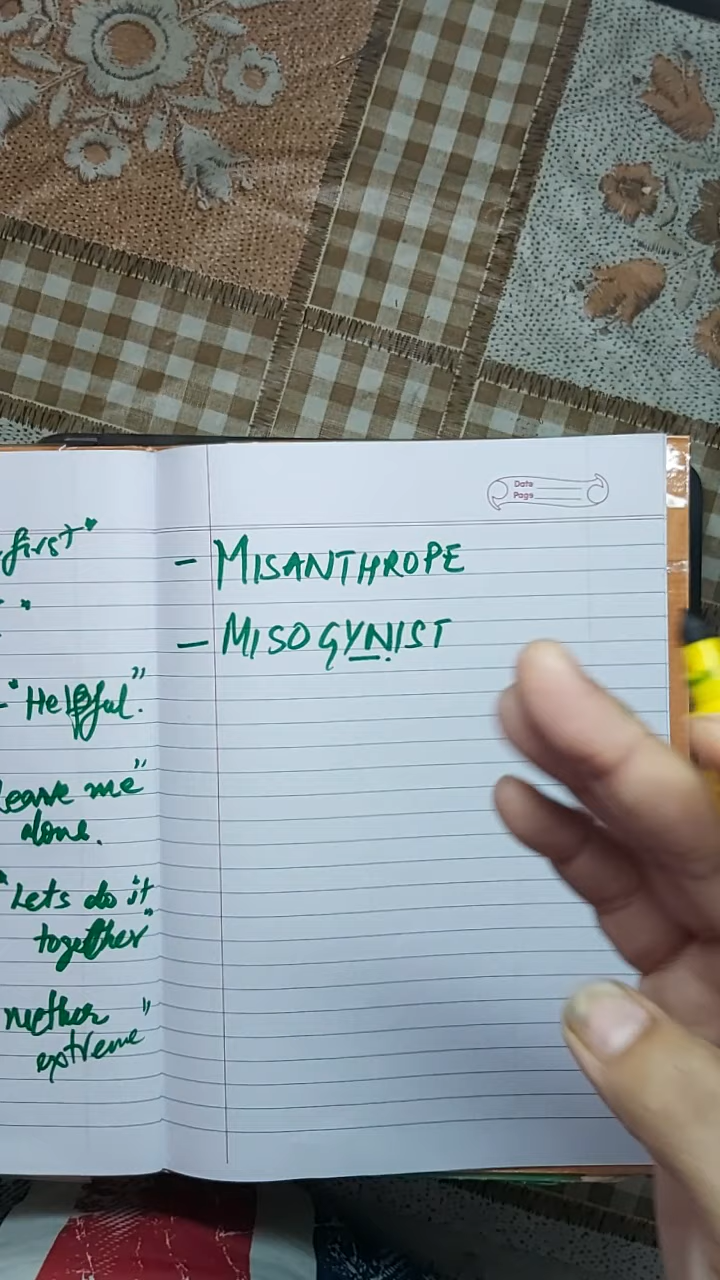 first"
"
- "Helpful."
Leave me"
alone.
"Lets do it
together"
neither "
extreme
Date
Page
- MISANTHROPE
- MISOGYNIST